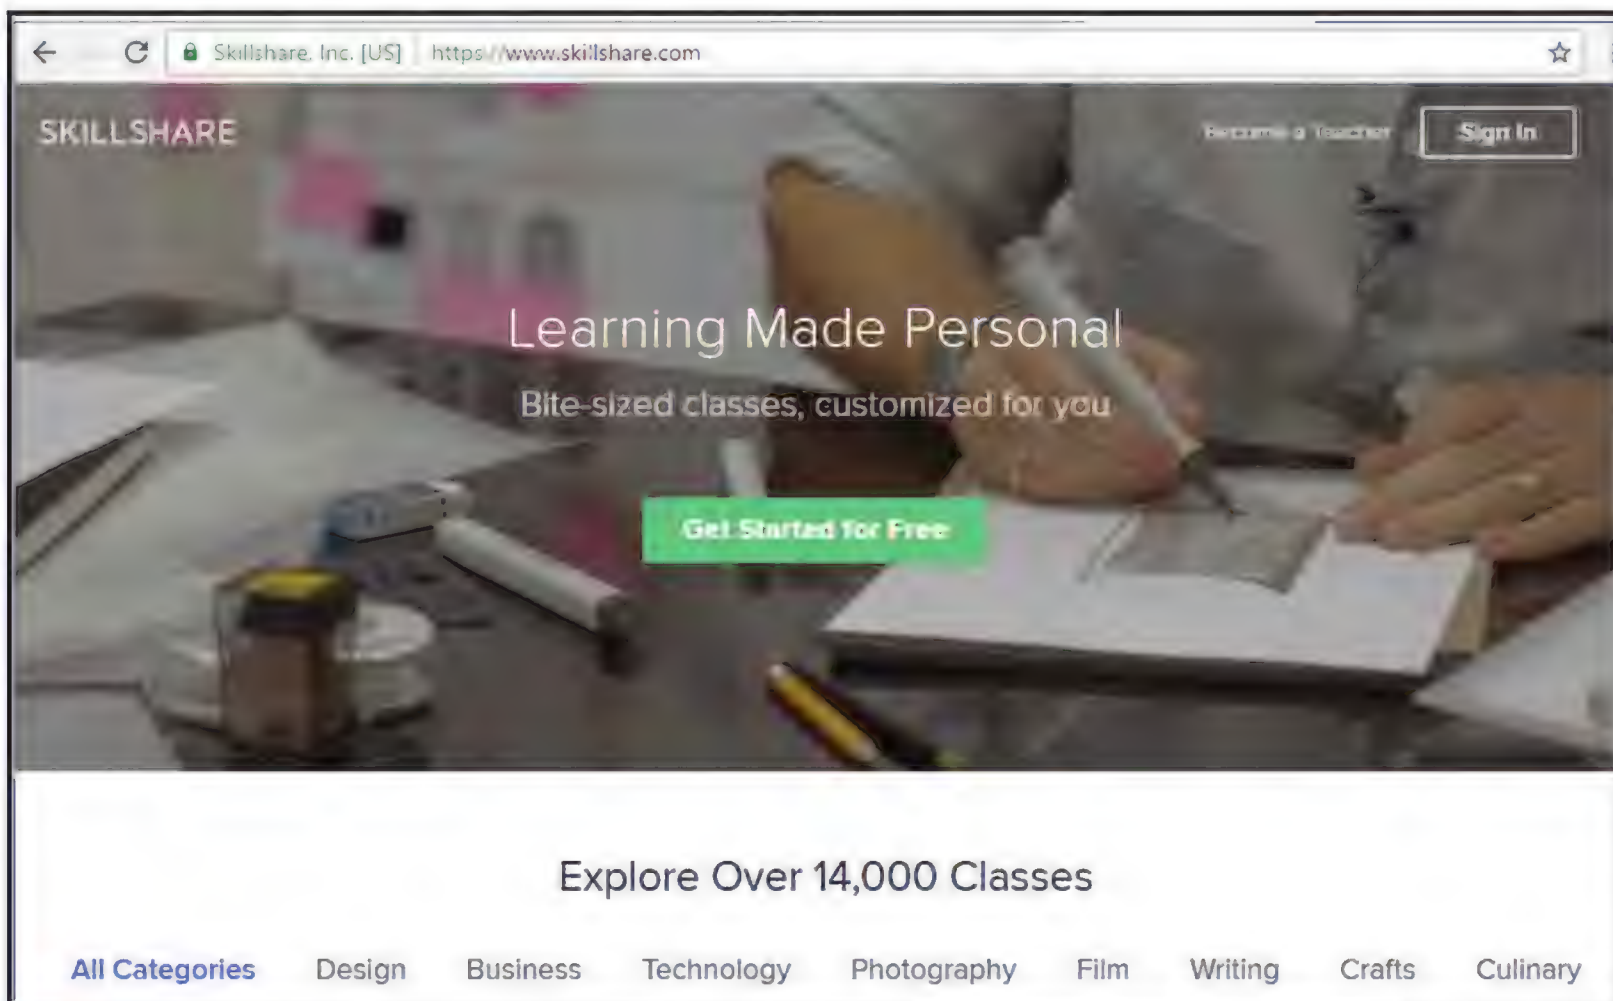 Skillshare, Inc. [US] https://www.skillshare.com
SKILLSHARE Become a Teacher Sign In
Learning Made Personal
Bite-sized classes, customized for you
Get Started for Free
Explore Over 14,000 Classes
All Categories Design Business Technology Photography Film Writing Crafts Culinary